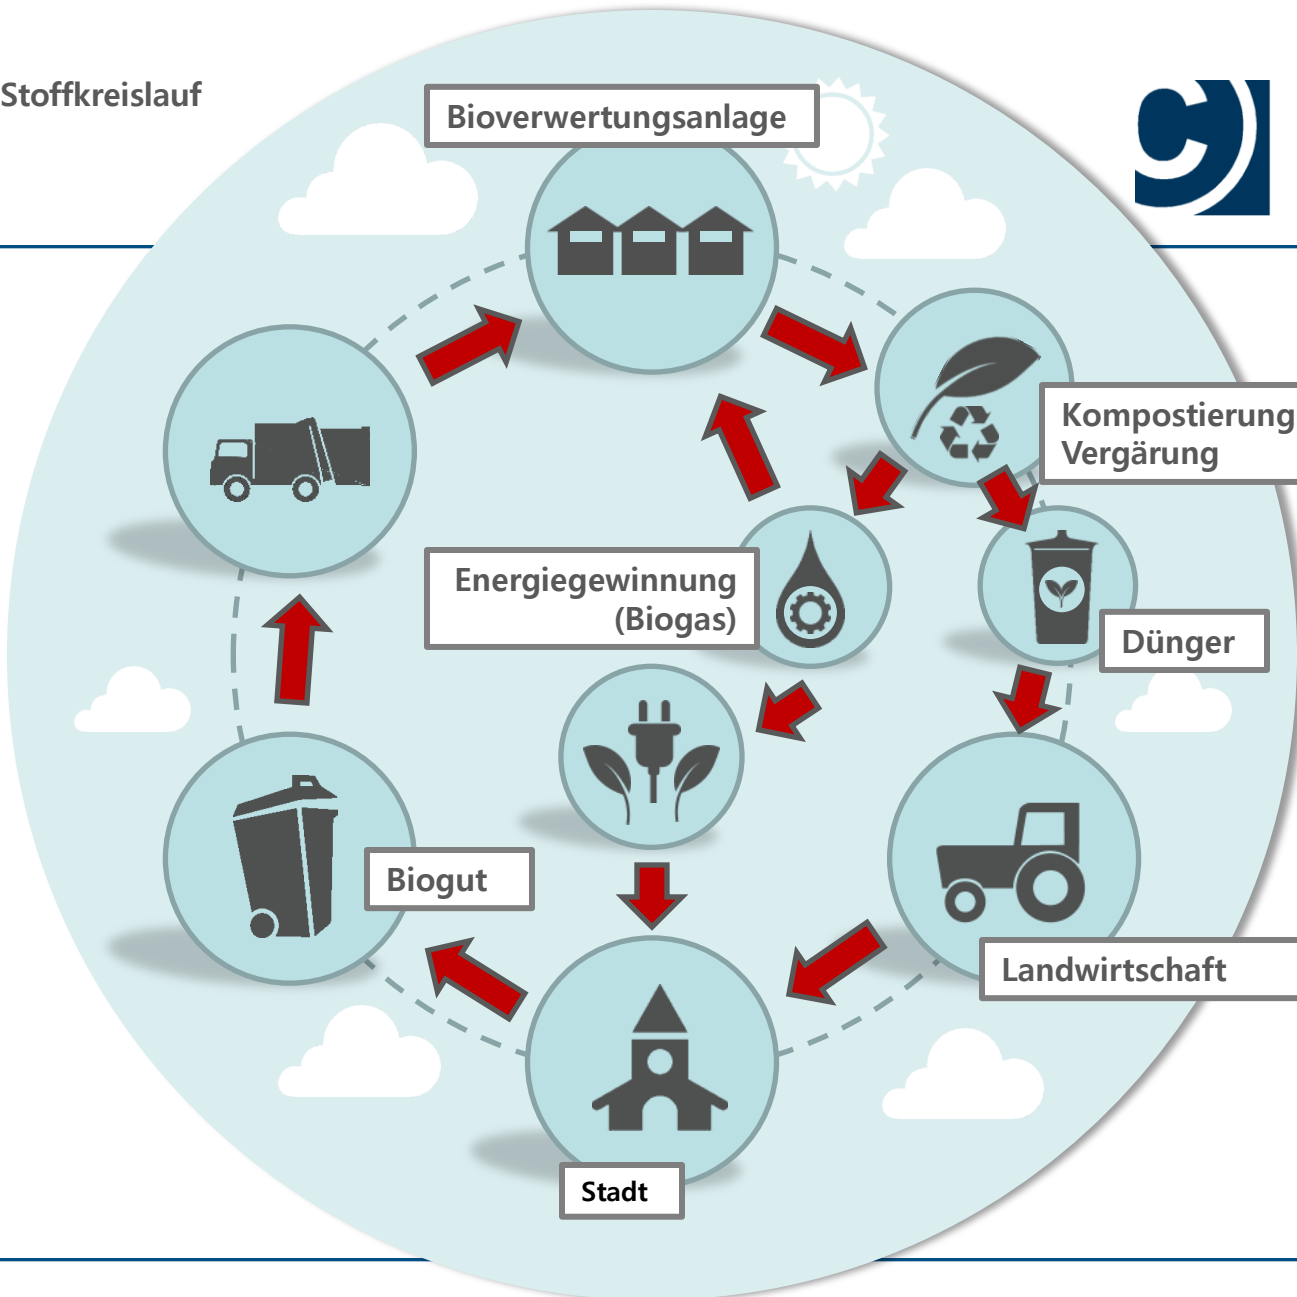 Stoffkreislauf
Bioverwertungsanlage
Kompostierung
Vergärung
Energiegewinnung
(Biogas)
Dünger
Biogut
Landwirtschaft
Stadt